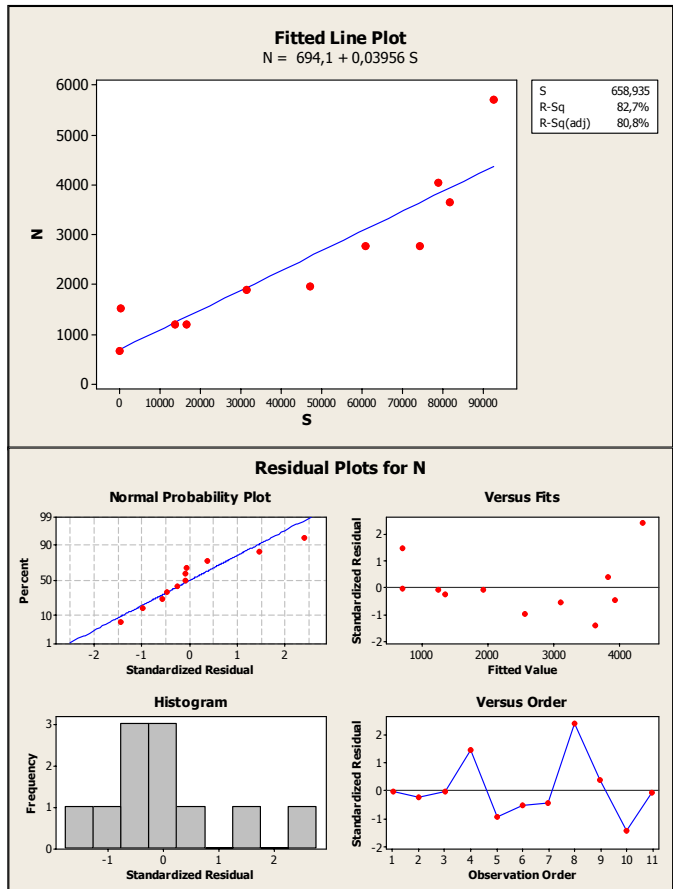 Fitted Line Plot
N = 694,1 + 0,03956 S
6000
5000
4000
3000
2000
1000
0
N
0 10000 20000 30000 40000 50000 60000 70000 80000 90000
S
S 658,935
R-Sq 82,7%
R-Sq(adj) 80,8%
Residual Plots for N
Normal Probability Plot
99
90
50
10
1
Percent
-2 -1 0 1 2
Standardized Residual
Versus Fits
2
1
0
-1
-2
Standardized Residual
1000 2000 3000 4000
Fitted Value
Histogram
3
2
1
0
Frequency
-1 0 1 2
Standardized Residual
Versus Order
2
1
0
-1
-2
Standardized Residual
1 2 3 4 5 6 7 8 9 10 11
Observation Order